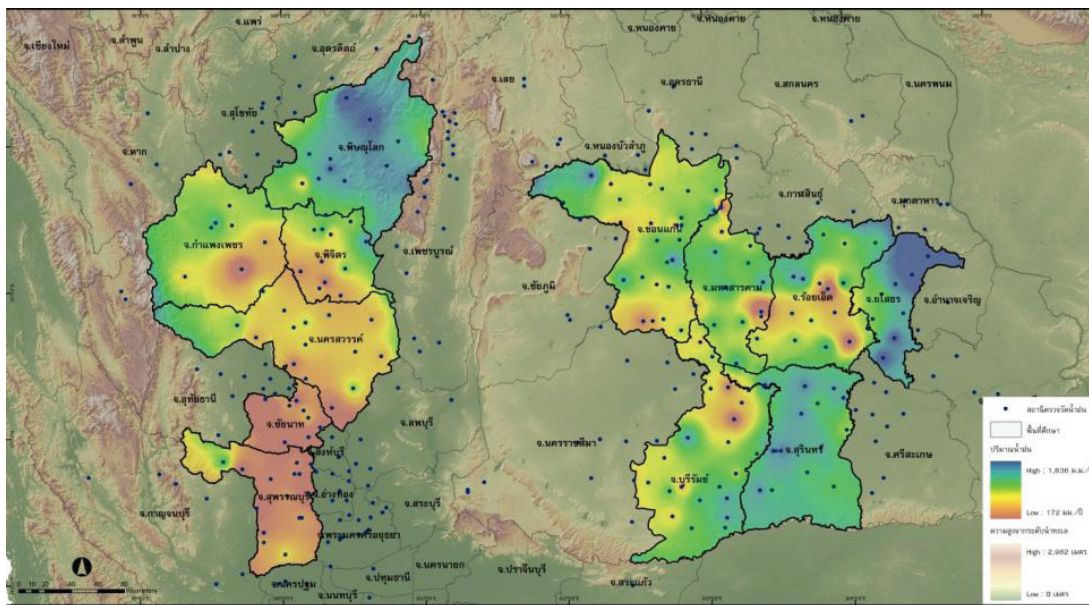 จ.แพร่
จ.ลำพูน
จ.เชียงใหม่
จ.ลำปาง
จ.อุตรดิตถ์
จ.หนองคาย
จ.หนองคาย
จ.หนองคาย
จ.เลย
จ.อุดรธานี
จ.สกลนคร
จ.นครพนม
จ.สุโขทัย
จ.ตาก
จ.พิษณุโลก
จ.หนองบัวลำภู
จ.กาฬสินธุ์
จ.มุกดาหาร
จ.กำแพงเพชร
จ.พิจิตร
จ.เพชรบูรณ์
จ.ขอนแก่น
จ.ชัยภูมิ
จ.มหาสารคาม
จ.ร้อยเอ็ด
จ.ยโสธร
จ.อำนาจเจริญ
จ.นครสวรรค์
จ.อุทัยธานี
จ.ชัยนาท
จ.ลพบุรี
จ.สิงห์บุรี
จ.นครราชสีมา
จ.สุรินทร์
จ.ศรีสะเกษ
จ.บุรีรัมย์
จ.สุพรรณบุรี
จ.อ่างทอง
จ.สระบุรี
จ.กาญจนบุรี
จ.พระนครศรีอยุธยา
จ.นครนายก
จ.ปราจีนบุรี
จ.ปทุมธานี
จ.นครปฐม
จ.นนทบุรี
จ.สระแก้ว
สถานีตรวจวัดน้ำฝน
พื้นที่ศึกษา
ปริมาณน้ำฝน
High : 1,836 ม.ม./ปี
Low : 172 มม./ปี
ความสูงจากระดับน้ำทะเล
High : 2,962 เมตร
Low : 0 เมตร